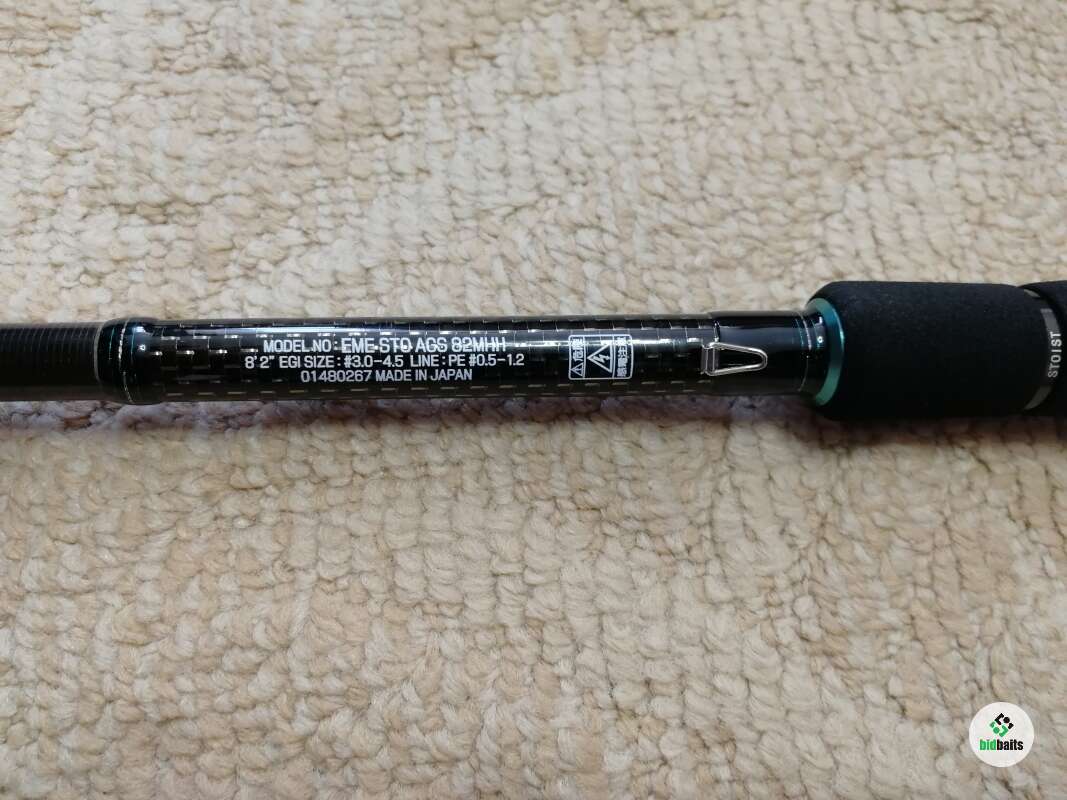 MODEL NO : EME-STO AGS 82MHH
8' 2" EGI SIZE : #3.0-4.5 LINE : PE #0.5-1.2
01480267 MADE IN JAPAN
STOIST
bidbaits